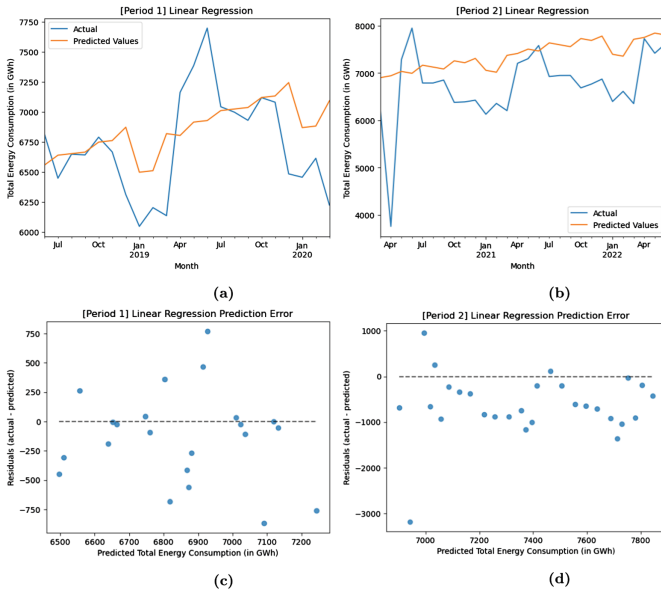 [Period 1] Linear Regression
Actual
Predicted Values
7750
7500
7250
7000
6750
6500
6250
6000
Total Energy Consumption (in GWh)
Jul
Oct
Jan
2019
Apr
Jul
Oct
Jan
2020
Month
(a)
[Period 2] Linear Regression
8000
7000
6000
5000
4000
Total Energy Consumption (in GWh)
Actual
Predicted Values
Apr
Oct
Jan
2021
Apr
Oct
Jan
2022
Apr
Month
(b)
[Period 1] Linear Regression Prediction Error
750
500
250
0
−250
−500
−750
Residuals (actual - predicted)
6500
6600
6700
6800
6900
7000
7100
7200
Predicted Total Energy Consumption (in GWh)
(c)
[Period 2] Linear Regression Prediction Error
1000
0
−1000
−2000
−3000
Residuals (actual - predicted)
7000
7200
7400
7600
7800
Predicted Total Energy Consumption (in GWh)
(d)